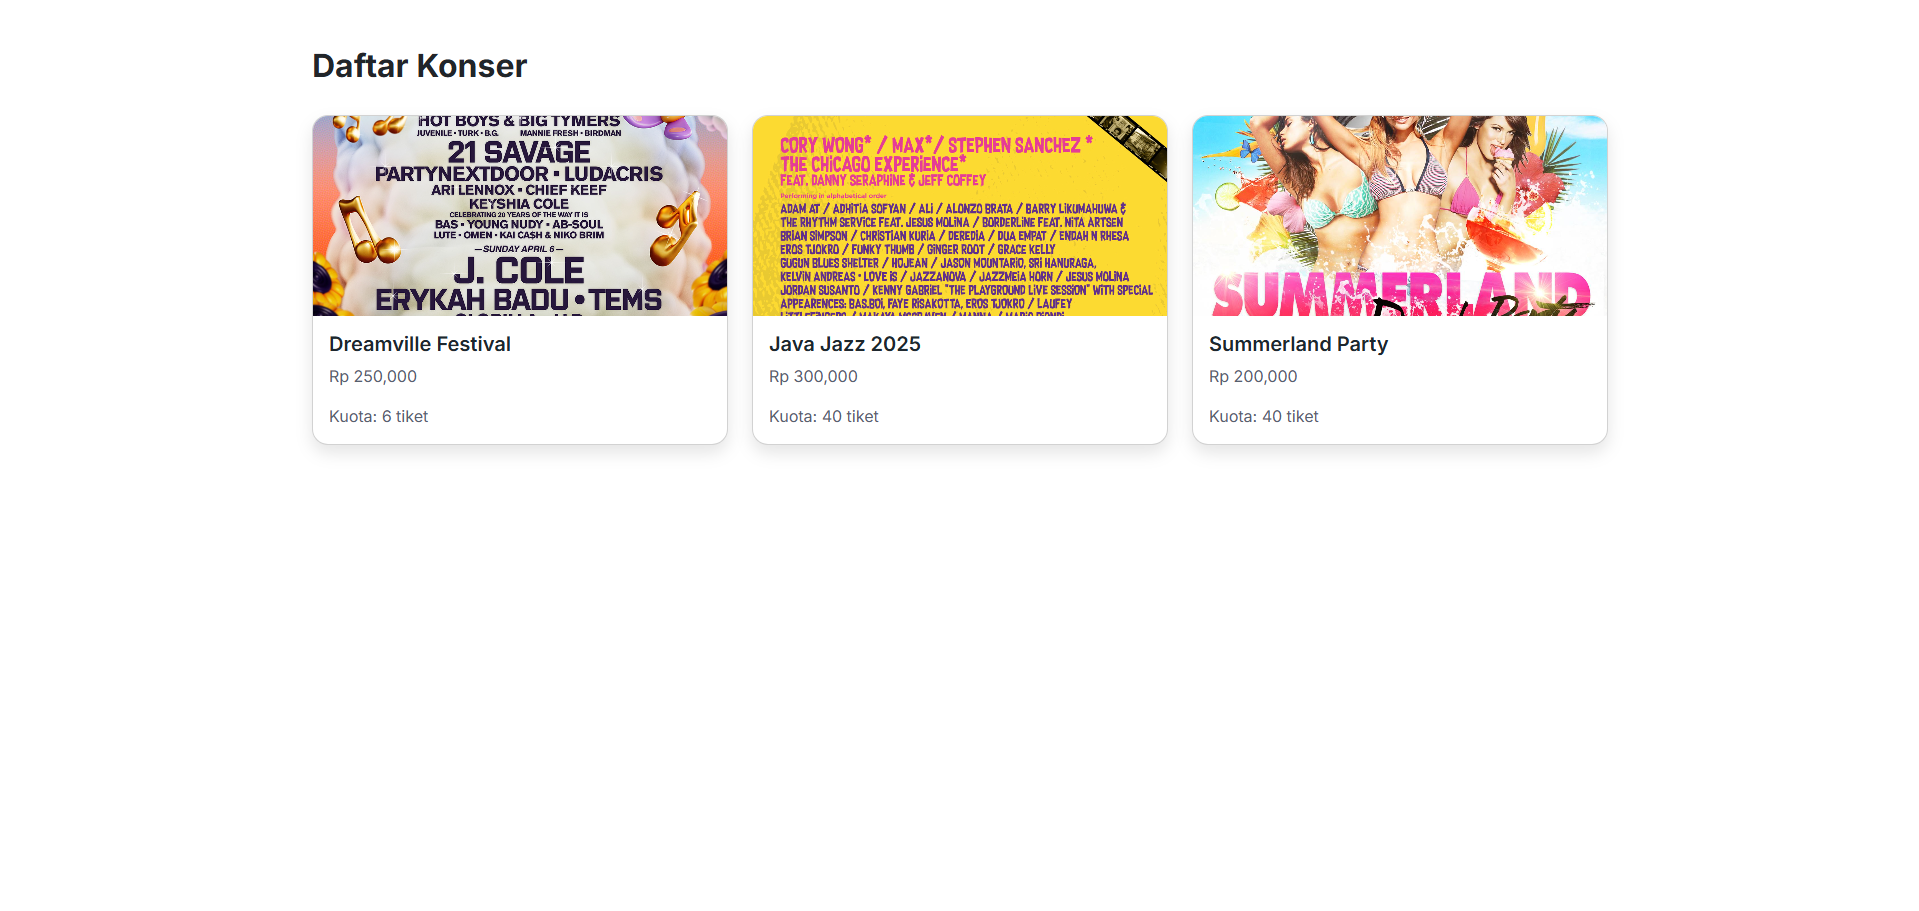 Daftar Konser
HOT BOYS & BIG TYMERS
JUVENILE • TURK • B.G. MANNIE FRESH • BIRDMAN
21 SAVAGE
PARTYNEXTDOOR • LUDACRIS
ARI LENNOX • CHIEF KEEF
KEYSHIA COLE
CELEBRATING 20 YEARS OF THE WAY IT IS
BAS • YOUNG NUDY • AB-SOUL
LUTE • OMEN • KAI CA$H & NIKO BRIM
—SUNDAY APRIL 6—
J. COLE
ERYKAH BADU • TEMS
Dreamville Festival
Rp 250,000
Kuota: 6 tiket
CORY WONG* / MAX* / STEPHEN SANCHEZ *
THE CHICAGO EXPERIENCE*
FEAT. DANNY SERAPHINE & JEFF COFFEY
Performing in alphabetical order
ADAM AT / ADHITIA SOFYAN / ALI / ALONZO BRATA / BARRY LIKUMAHUWA &
THE RHYTHM SERVICE FEAT. JESUS MOLINA / BORDERLINE FEAT. NITA ARTSEN
BRIAN SIMPSON / CHRISTIAN KURIA / DEREDIA / DUA EMPAT / ENDAH N RHESA
EROS TJOKRO / FUNKY THUMB / GINGER ROOT / GRACE KELLY
GUGUN BLUES SHELTER / HOJEAN / JASON MOUNTARIO, SRI HANURAGA,
KELVIN ANDREAS • LOVE IS / JAZZANOVA / JAZZMEIA HORN / JESUS MOLINA
JORDAN SUSANTO / KENNY GABRIEL "THE PLAYGROUND LIVE SESSION" WITH SPECIAL
APPEARENCES: BAS.BOI, FAYE RISAKOTTA, EROS TJOKRO / LAUFEY
Java Jazz 2025
Rp 300,000
Kuota: 40 tiket
SUMMERLAND
Summerland Party
Rp 200,000
Kuota: 40 tiket